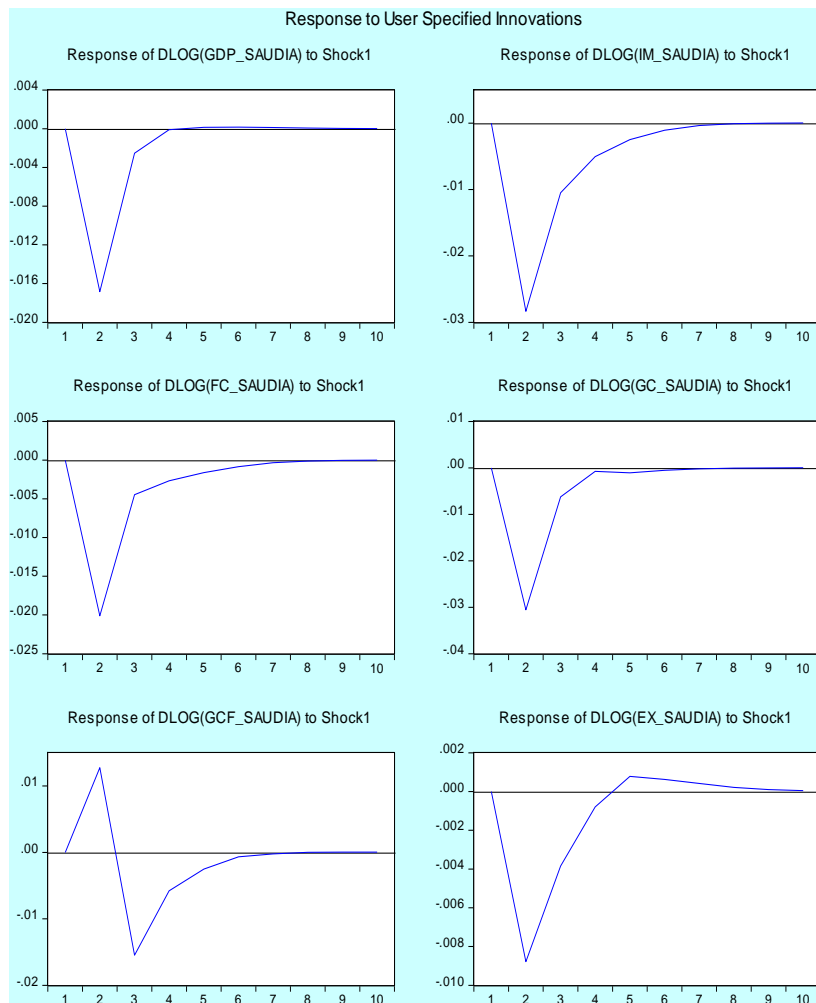 Response to User Specified Innovations
Response of DLOG(GDP_SAUDIA) to Shock1
.004
.000
-.004
-.008
-.012
-.016
-.020
1 2 3 4 5 6 7 8 9 10
Response of DLOG(IM_SAUDIA) to Shock1
.00
-.01
-.02
-.03
1 2 3 4 5 6 7 8 9 10
Response of DLOG(FC_SAUDIA) to Shock1
.005
.000
-.005
-.010
-.015
-.020
-.025
1 2 3 4 5 6 7 8 9 10
Response of DLOG(GC_SAUDIA) to Shock1
.01
.00
-.01
-.02
-.03
-.04
1 2 3 4 5 6 7 8 9 10
Response of DLOG(GCF_SAUDIA) to Shock1
.01
.00
-.01
-.02
1 2 3 4 5 6 7 8 9 10
Response of DLOG(EX_SAUDIA) to Shock1
.002
.000
-.002
-.004
-.006
-.008
-.010
1 2 3 4 5 6 7 8 9 10